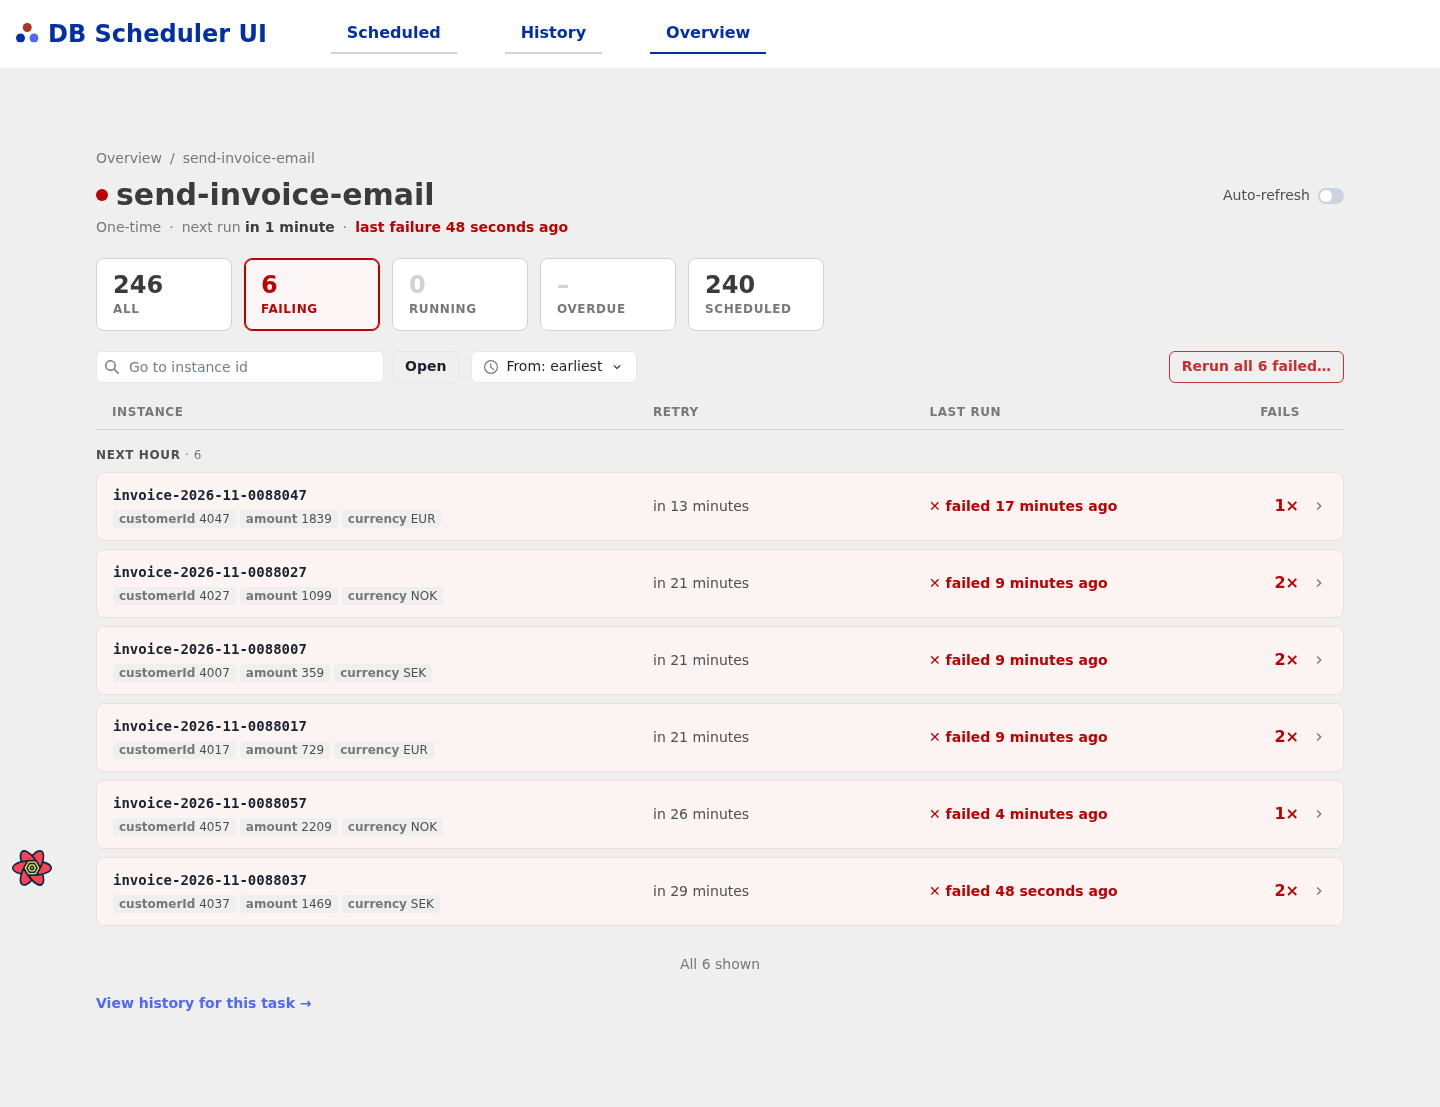 DB Scheduler UI
Scheduled
History
Overview
Overview / send-invoice-email
send-invoice-email
Auto-refresh
One-time · next run in 1 minute · last failure 48 seconds ago
246
ALL
6
FAILING
0
RUNNING
–
OVERDUE
240
SCHEDULED
Go to instance id
Open
From: earliest
Rerun all 6 failed…
INSTANCE RETRY LAST RUN FAILS
NEXT HOUR · 6
invoice-2026-11-0088047
customerId 4047 amount 1839 currency EUR
in 13 minutes
✕ failed 17 minutes ago
1×
invoice-2026-11-0088027
customerId 4027 amount 1099 currency NOK
in 21 minutes
✕ failed 9 minutes ago
2×
invoice-2026-11-0088007
customerId 4007 amount 359 currency SEK
in 21 minutes
✕ failed 9 minutes ago
2×
invoice-2026-11-0088017
customerId 4017 amount 729 currency EUR
in 21 minutes
✕ failed 9 minutes ago
2×
invoice-2026-11-0088057
customerId 4057 amount 2209 currency NOK
in 26 minutes
✕ failed 4 minutes ago
1×
invoice-2026-11-0088037
customerId 4037 amount 1469 currency SEK
in 29 minutes
✕ failed 48 seconds ago
2×
All 6 shown
View history for this task →